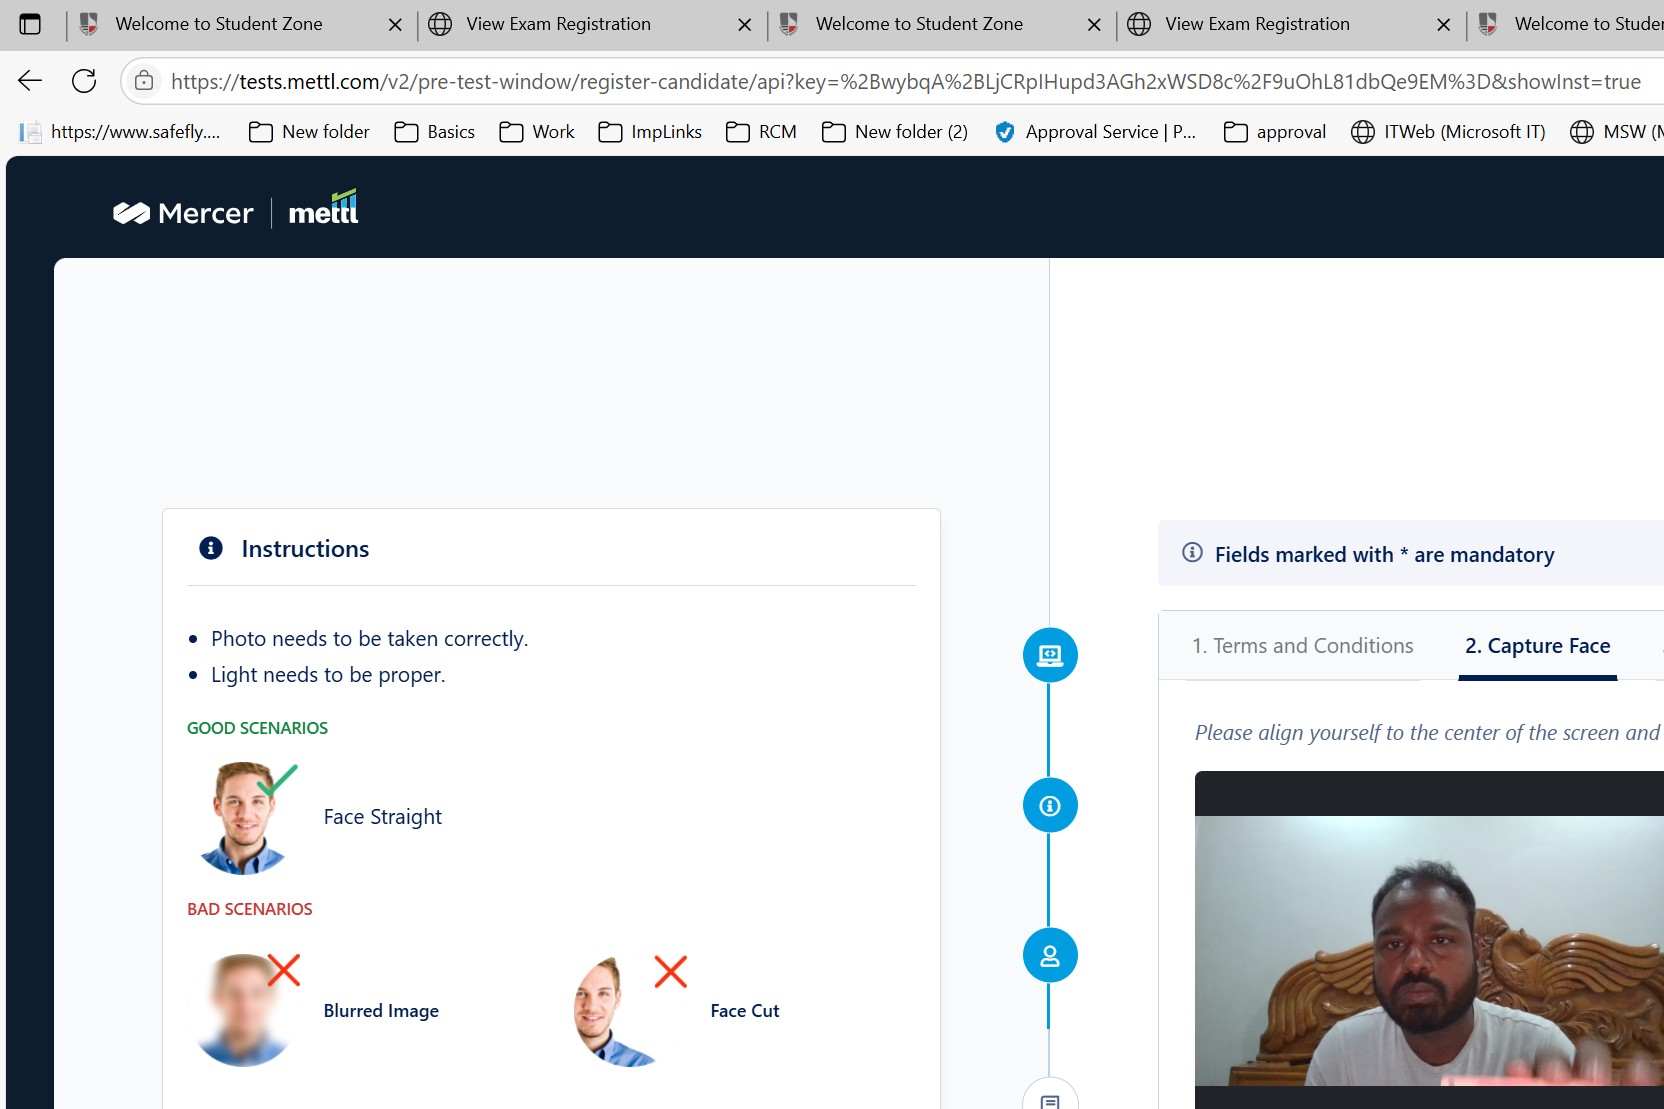 Welcome to Student Zone
View Exam Registration
Welcome to Student Zone
View Exam Registration
Welcome to Studen
https://tests.mettl.com/v2/pre-test-window/register-candidate/api?key=%2BwybqA%2BLjCRpIHupd3AGh2xWSD8c%2F9uOhL81dbQe9EM%3D&showInst=true
https://www.safefly....
New folder
Basics
Work
ImpLinks
RCM
New folder (2)
Approval Service | P...
approval
ITWeb (Microsoft IT)
MSW (M
Mercer
mettl
Instructions
Photo needs to be taken correctly.
Light needs to be proper.
GOOD SCENARIOS
Face Straight
BAD SCENARIOS
Blurred Image
Face Cut
Fields marked with * are mandatory
1. Terms and Conditions
2. Capture Face
Please align yourself to the center of the screen and